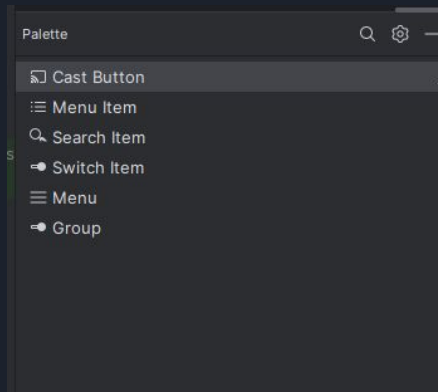 Palette
Cast Button
Menu Item
Search Item
Switch Item
Menu
Group